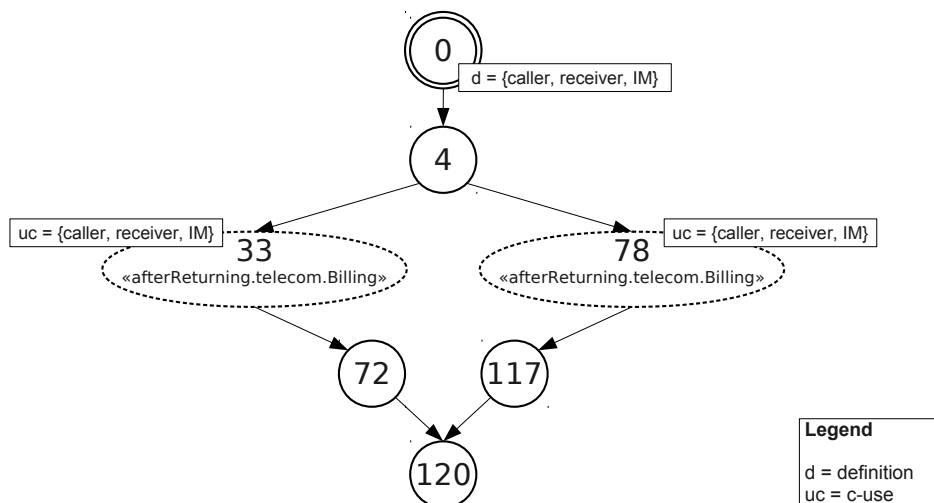 0
d = {caller, receiver, IM}
4
uc = {caller, receiver, IM}
33
«afterReturning.telecom.Billing»
uc = {caller, receiver, IM}
78
«afterReturning.telecom.Billing»
72
117
120
Legend
d = definition
uc = c-use